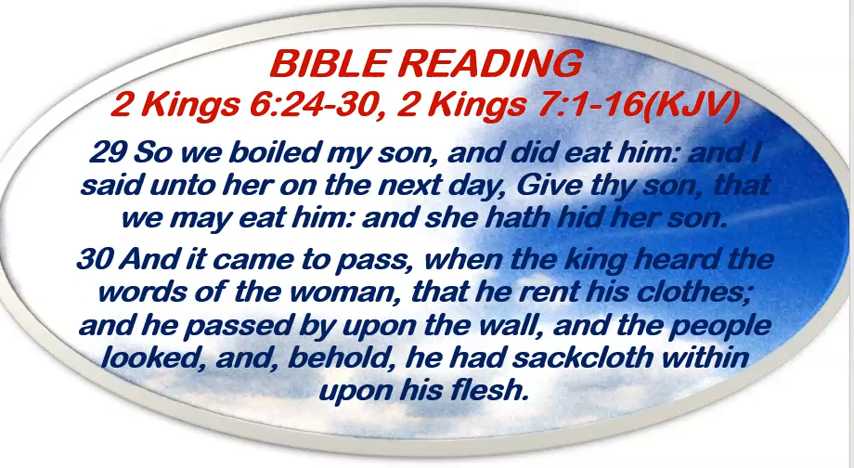 BIBLE READING
2 Kings 6:24-30, 2 Kings 7:1-16(KJV)
29 So we boiled my son, and did eat him: and I
said unto her on the next day, Give thy son, that
we may eat him: and she hath hid her son.
30 And it came to pass, when the king heard the
words of the woman, that he rent his clothes;
and he passed by upon the wall, and the people
looked, and, behold, he had sackcloth within
upon his flesh.